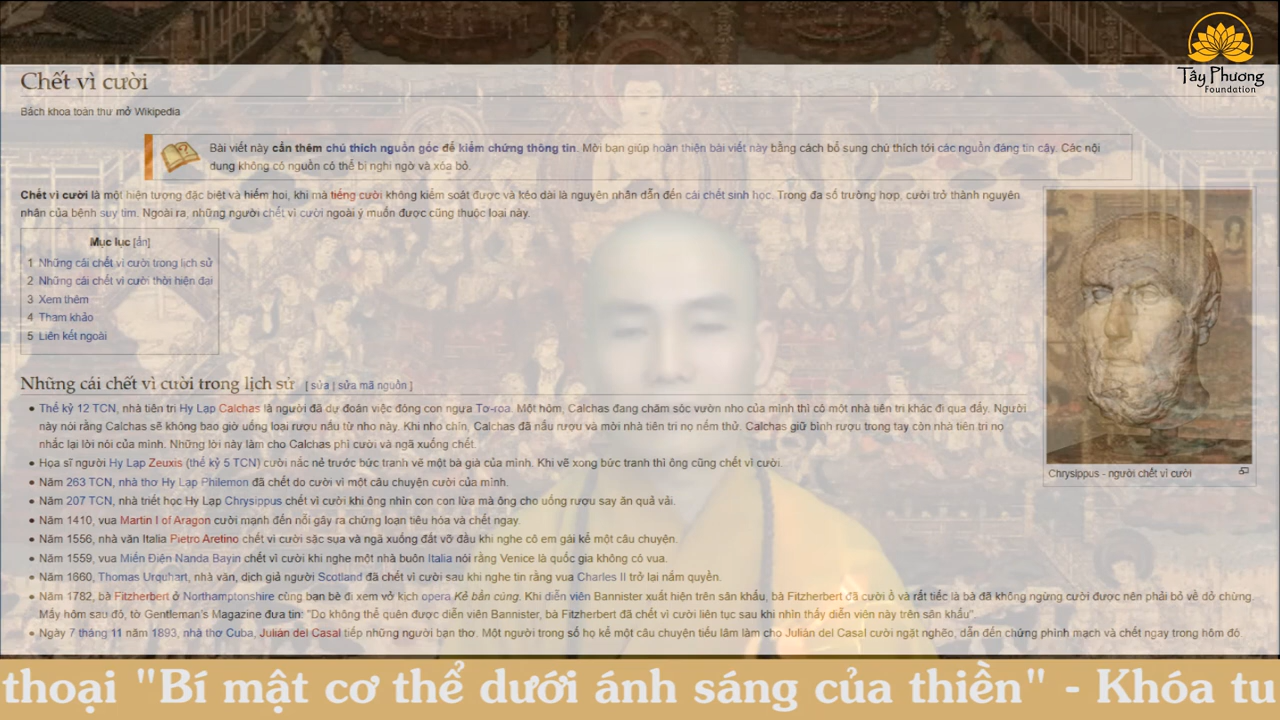 Tây Phương
Foundation
Chết vì cười
Bách khoa toàn thư mở Wikipedia
Bài viết này cần thêm chú thích nguồn gốc để kiểm chứng thông tin. Mời bạn giúp hoàn thiện bài viết này bằng cách bổ sung chú thích tới các nguồn đáng tin cậy. Các nội
dung không có nguồn có thể bị nghi ngờ và xóa bỏ.
Chết vì cười là một hiện tượng đặc biệt và hiếm hoi, khi mà tiếng cười không kiểm soát được và kéo dài là nguyên nhân dẫn đến cái chết sinh học. Trong đa số trường hợp, cười trở thành nguyên
nhân của bệnh suy tim. Ngoài ra, những người chết vì cười ngoài ý muốn được cũng thuộc loại này.
Mục lục [ẩn]
1 Những cái chết vì cười trong lịch sử
2 Những cái chết vì cười thời hiện đại
3 Xem thêm
4 Tham khảo
5 Liên kết ngoài
Chrysippos - người chết vì cười
Những cái chết vì cười trong lịch sử [ sửa | sửa mã nguồn ]
• Thế kỷ 12 TCN, nhà tiên tri Hy Lạp Calchas là người đã dự đoán việc đóng con ngựa Tơ-roa. Một hôm, Calchas đang chăm sóc vườn nho của mình thì có một nhà tiên tri khác đi qua đấy. Người
này nói rằng Calchas sẽ không bao giờ uống loại rượu nấu từ nho này. Khi nho chín, Calchas đã nấu rượu và mời nhà tiên tri nọ nếm thử. Calchas giữ bình rượu trong tay còn nhà tiên tri nọ
nhắc lại lời nói của mình. Những lời này làm cho Calchas phì cười và ngã xuống chết.
• Họa sĩ người Hy Lạp Zeuxis (thế kỷ 5 TCN) cười nắc nẻ trước bức tranh vẽ một bà già của mình. Khi vẽ xong bức tranh thì ông cũng chết vì cười.
• Năm 263 TCN, nhà thơ Hy Lạp Philemon đã chết do cười vì một câu chuyện cười của mình.
• Năm 207 TCN, nhà triết học Hy Lạp Chrysippus chết vì cười khi ông nhìn con con lừa mà ông cho uống rượu say ăn quả vải.
• Năm 1410, vua Martin I of Aragon cười mạnh đến nỗi gây ra chứng loạn tiêu hóa và chết ngay.
• Năm 1556, nhà văn Italia Pietro Aretino chết vì cười sặc sụa và ngã xuống đất vỡ đầu khi nghe cô em gái kể một câu chuyện.
• Năm 1559, vua Miến Điện Nanda Bayin chết vì cười khi nghe một nhà buôn Italia nói rằng Venice là quốc gia không có vua.
• Năm 1660, Thomas Urquhart, nhà văn, dịch giả người Scotland đã chết vì cười sau khi nghe tin rằng vua Charles II trở lại nắm quyền.
• Năm 1782, bà Fitzherbert ở Northamptonshire cùng bạn bè đi xem vở kịch opera Kẻ bần cùng. Khi diễn viên Bannister xuất hiện trên sân khấu, bà Fitzherbert đã cười ồ và rất tiếc là bà đã không ngừng cười được nên phải bỏ về dở chừng.
Mấy hôm sau đó, tờ Gentleman's Magazine đưa tin: "Do không thể quên được diễn viên Bannister, bà Fitzherbert đã chết vì cười liên tục sau khi nhìn thấy diễn viên này trên sân khấu".
• Ngày 7 tháng 11 năm 1893, nhà thơ Cuba, Julián del Casal tiếp những người bạn thơ. Một người trong số họ kể một câu chuyện tiếu lâm làm cho Julián del Casal cười ngặt nghẽo, dẫn đến chứng phình mạch và chết ngay trong hôm đó.
thoại "Bí mật cơ thể dưới ánh sáng của thiền" - Khóa tu